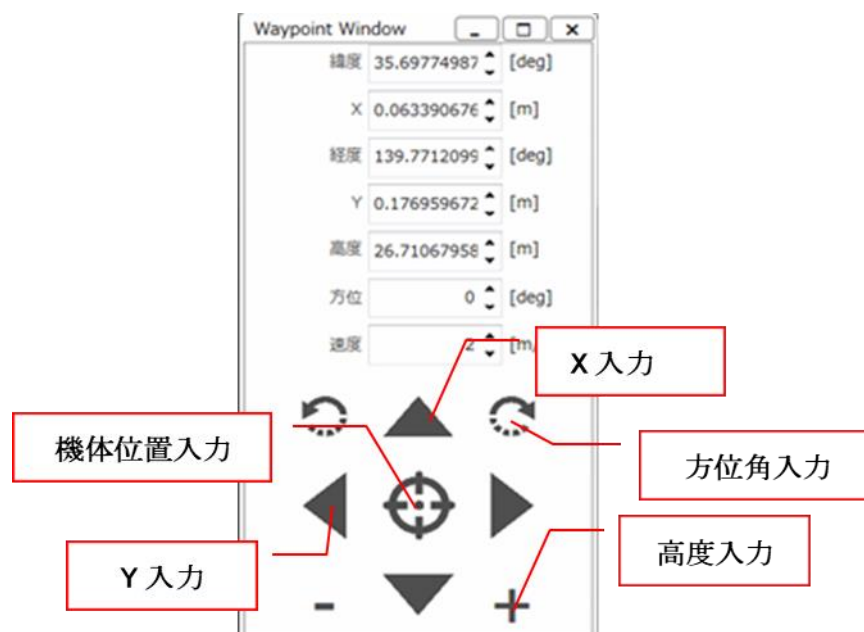 Waypoint Window
緯度 35.69774987 [deg]
X 0.063390676 [m]
経度 139.7712099 [deg]
Y 0.176959672 [m]
高度 26.71067958 [m]
方位 0 [deg]
速度 2 [m/
X 入力
機体位置入力
方位角入力
高度入力
Y 入力
- +